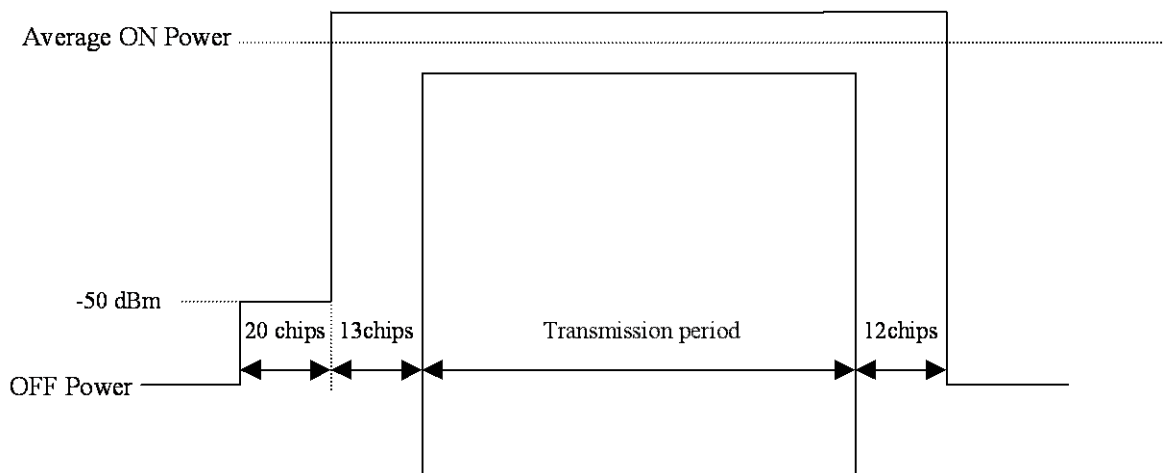 Average ON Power
-50 dBm
20 chips
13chips
Transmission period
12chips
OFF Power